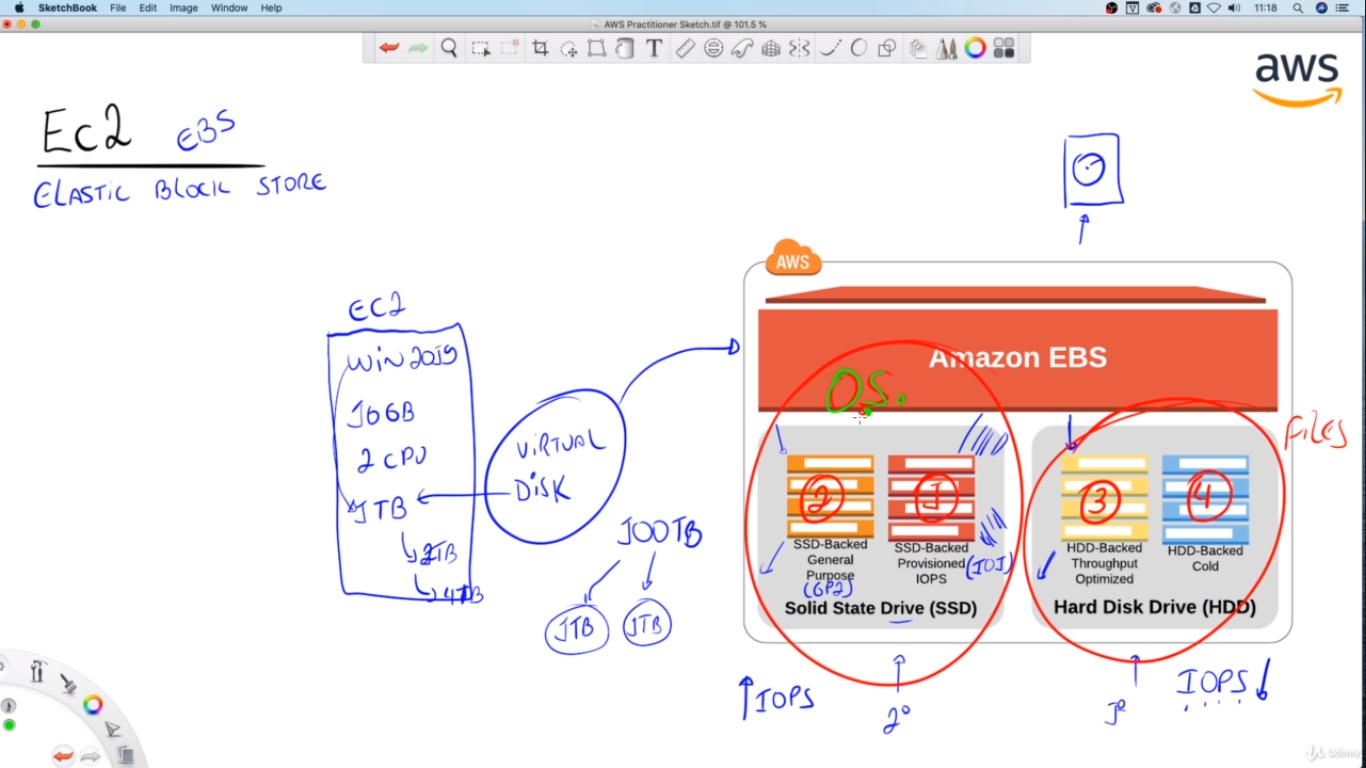 SketchBook File Edit Image Window Help 11:18
AWS Practitioner Sketch.tif @ 101.5 %
T
aws
Ec2 EBS
ELASTIC BLOCK STORE
AWS
Amazon EBS
O.S.
FILES
EC2
WIN 2019
16GB
2 CPU
1TB
2TB
4TB
VIRTUAL
DISK
100TB
1TB 1TB
2 1 3 4
SSD-Backed
General
Purpose
(GP2)
SSD-Backed
Provisioned
IOPS
(IO1)
Solid State Drive (SSD)
HDD-Backed
Throughput
Optimized
HDD-Backed
Cold
Hard Disk Drive (HDD)
IOPS
2º
1º
IOPS
Udemy